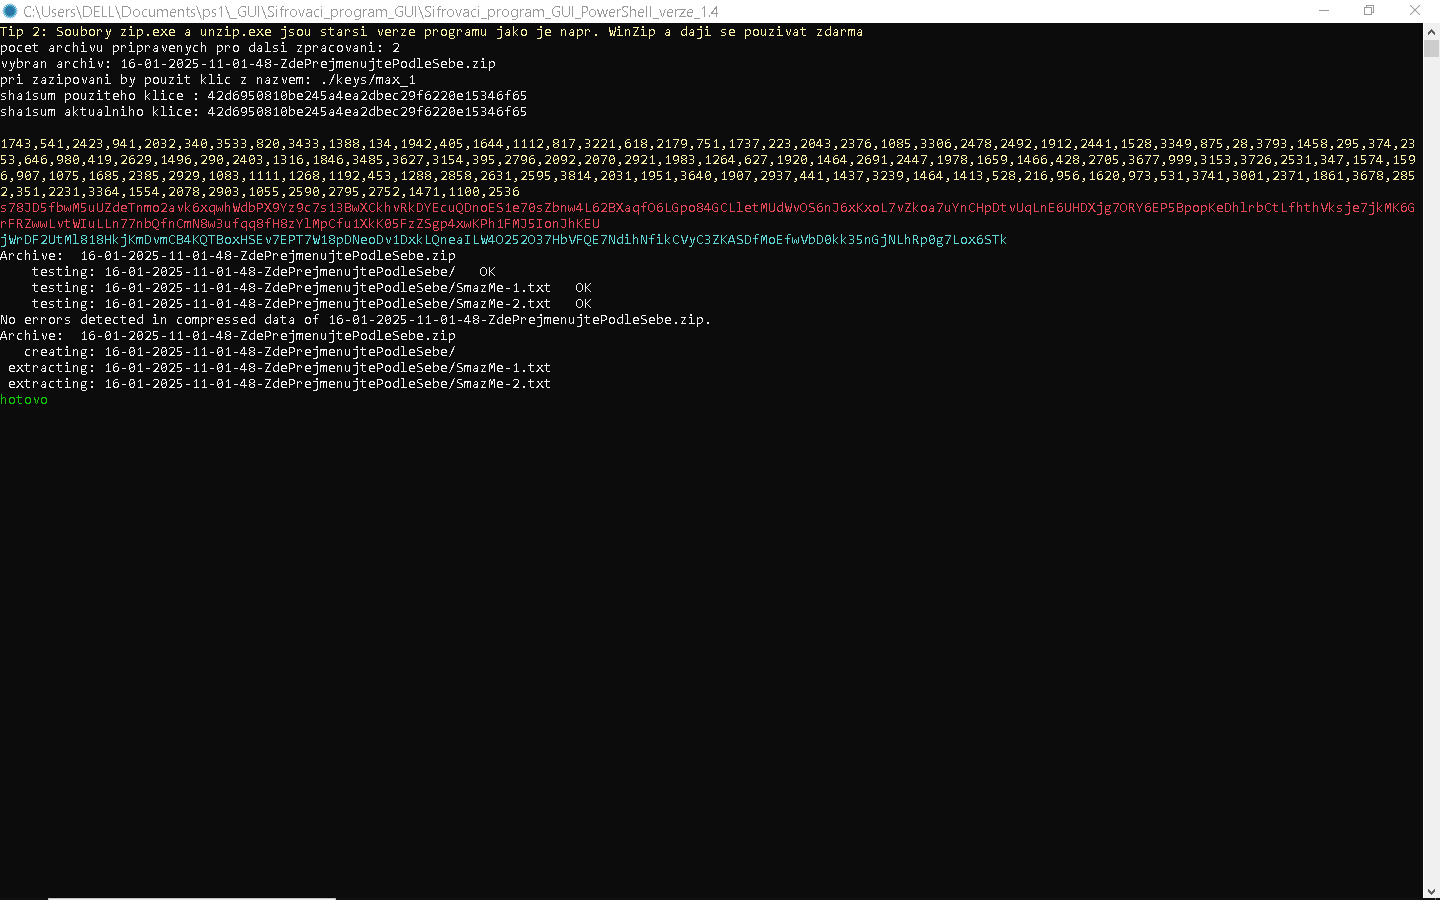 C:\Users\DELL\Documents\ps1\_GUI\Sifrovaci_program_GUI\Sifrovaci_program_GUI_PowerShell_verze_1.4
Tip 2: Soubory zip.exe a unzip.exe jsou starsi verze programu jako je napr. WinZip a daji se pouzivat zdarma
pocet archivu pripravenych pro dalsi zpracovani: 2
vybran archiv: 16-01-2025-11-01-48-ZdePrejmenujtePodleSebe.zip
pri zazipovani by pouzit klic z nazvem: ./keys/max_1
sha1sum pouziteho klice : 42d6950810be245a4ea2dbec29f6220e15346f65
sha1sum aktualniho klice: 42d6950810be245a4ea2dbec29f6220e15346f65
1743,541,2423,941,2032,340,3533,820,3433,1388,134,1942,405,1644,1112,817,3221,618,2179,751,1737,223,2043,2376,1085,3306,2478,2492,1912,2441,1528,3349,875,28,3793,1458,295,374,23
53,646,980,419,2629,1496,290,2403,1316,1846,3485,3627,3154,395,2796,2092,2070,2921,1983,1264,627,1920,1464,2691,2447,1978,1659,1466,428,2705,3677,999,3153,3726,2531,347,1574,159
6,907,1075,1685,2385,2929,1083,1111,1268,1192,453,1288,2858,2631,2595,3814,2031,1951,3640,1907,2937,441,1437,3239,1464,1413,528,216,956,1620,973,531,3741,3001,2371,1861,3678,285
2,351,2231,3364,1554,2078,2903,1055,2590,2795,2752,1471,1100,2536
s78JD5fbwM5uUZdeTnmo2avk6xqwhWdbPX9Yz9c7s13BwXCkhvRkDYEcuQDnoES1e70sZbnw4L62BXaqfO6LGpo84GCLletMUdWvOS6nJ6xKxoL7vZkoa7uYnCHpDtvUqLnE6UHDXjg7ORY6EP5BpopKeDhlrbCtLfhthVksje7jkMK6G
rFRZwwLvtWIuLLn77nbQfnCmN8w3ufqq8fH8zYlMpCfu1XkK05FzZSgp4xwKPh1FMJ5IonJhKEU
jWrDF2UtMl818HkjKmDvmCB4KQTBoxHSEv7EPT7W18pDNeoDv1DxkLQneaILW4O252O37HbVFQE7NdihNfikCVyC3ZKASDfMoEfwVbD0kk35nGjNLhRp0g7Lox6STk
Archive:  16-01-2025-11-01-48-ZdePrejmenujtePodleSebe.zip
    testing: 16-01-2025-11-01-48-ZdePrejmenujtePodleSebe/   OK
    testing: 16-01-2025-11-01-48-ZdePrejmenujtePodleSebe/SmazMe-1.txt   OK
    testing: 16-01-2025-11-01-48-ZdePrejmenujtePodleSebe/SmazMe-2.txt   OK
No errors detected in compressed data of 16-01-2025-11-01-48-ZdePrejmenujtePodleSebe.zip.
Archive:  16-01-2025-11-01-48-ZdePrejmenujtePodleSebe.zip
   creating: 16-01-2025-11-01-48-ZdePrejmenujtePodleSebe/
 extracting: 16-01-2025-11-01-48-ZdePrejmenujtePodleSebe/SmazMe-1.txt
 extracting: 16-01-2025-11-01-48-ZdePrejmenujtePodleSebe/SmazMe-2.txt
hotovo